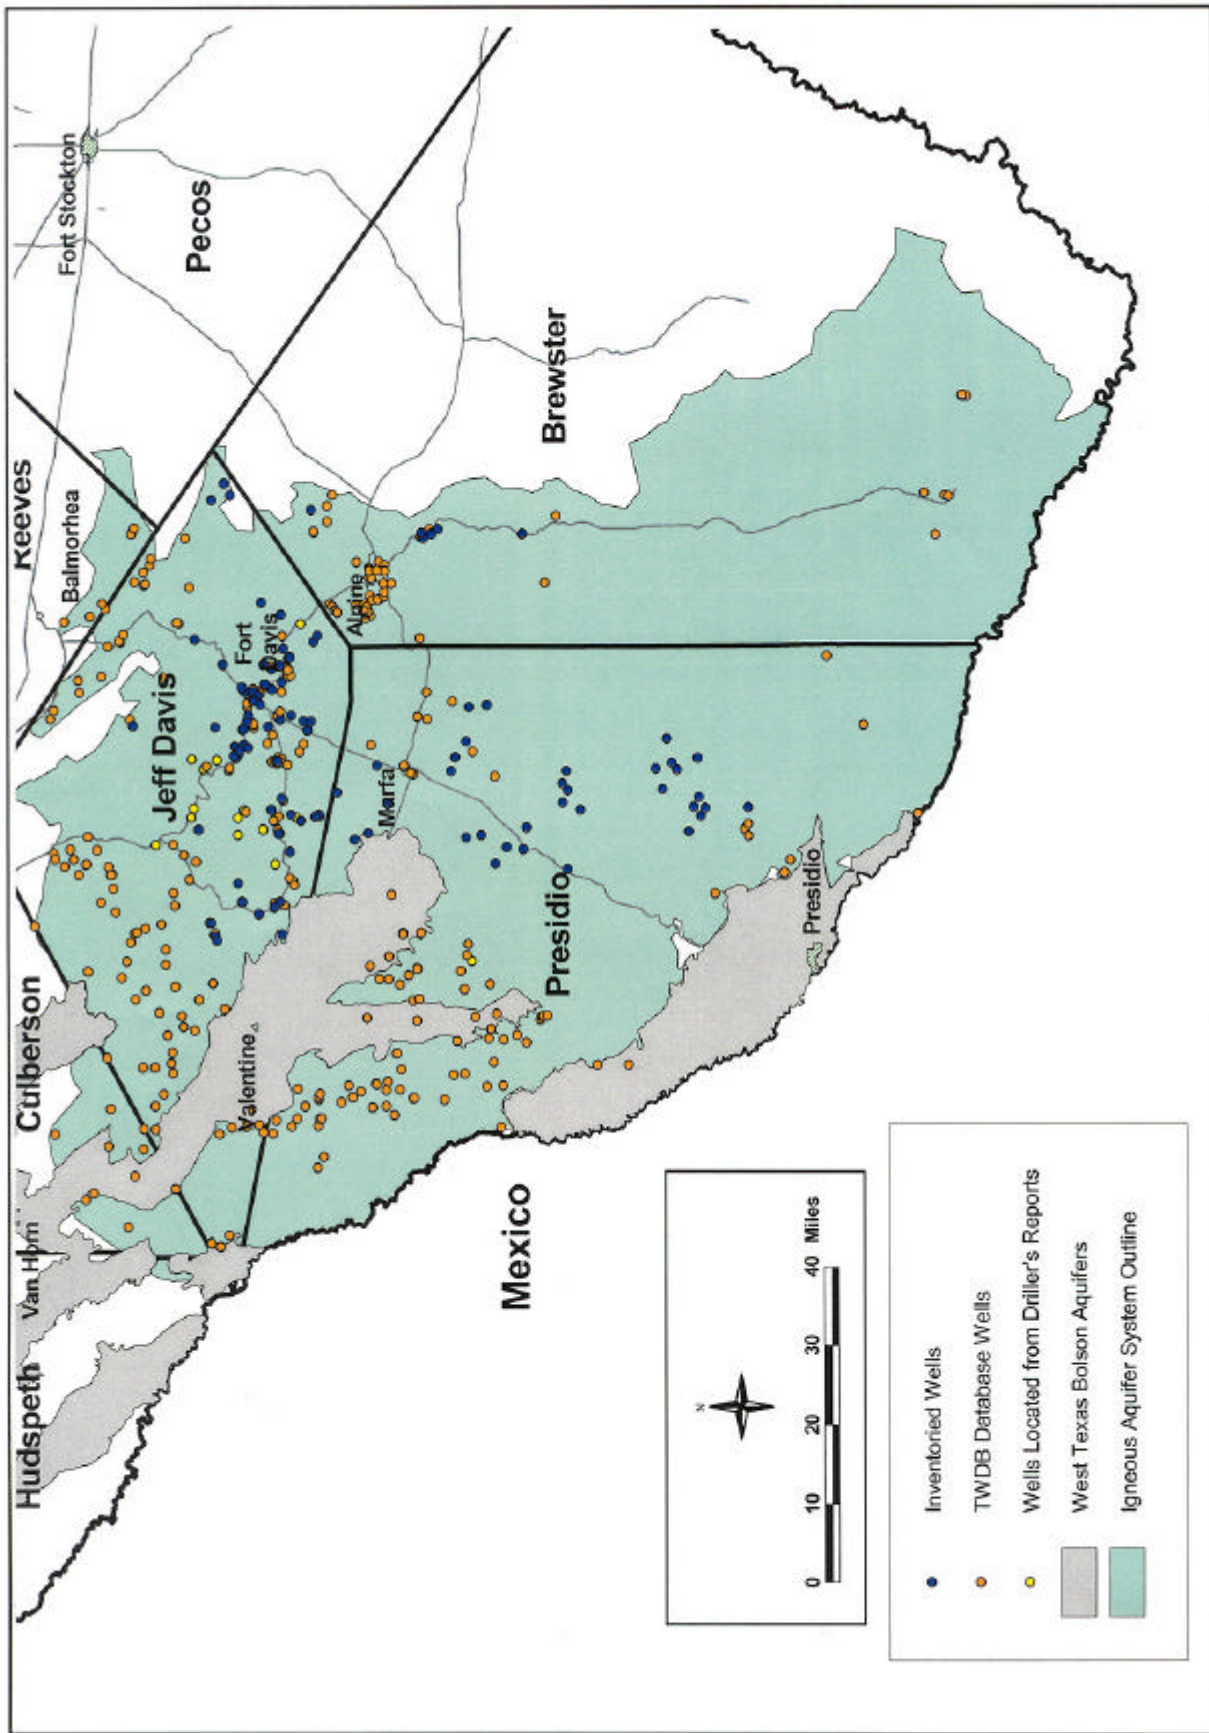 Hudspeth
Van Horn
Culberson
Reeves
Balmorhea
Fort Stockton
Pecos
Jeff Davis
Fort
Davis
Valentine
Alpine
Marfa
Brewster
Presidio
Presidio
Mexico
N
0 10 20 30 40 Miles
Inventoried Wells
TWDB Database Wells
Wells Located from Driller's Reports
West Texas Bolson Aquifers
Igneous Aquifer System Outline